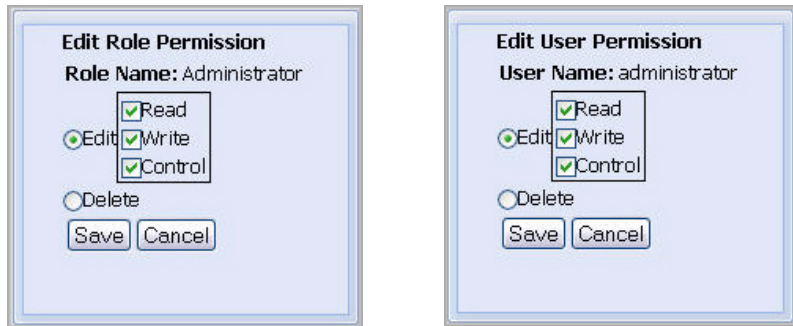 Edit Role Permission
Role Name: Administrator
Read
Edit Write
Control
Delete
Save Cancel
Edit User Permission
User Name: administrator
Read
Edit Write
Control
Delete
Save Cancel